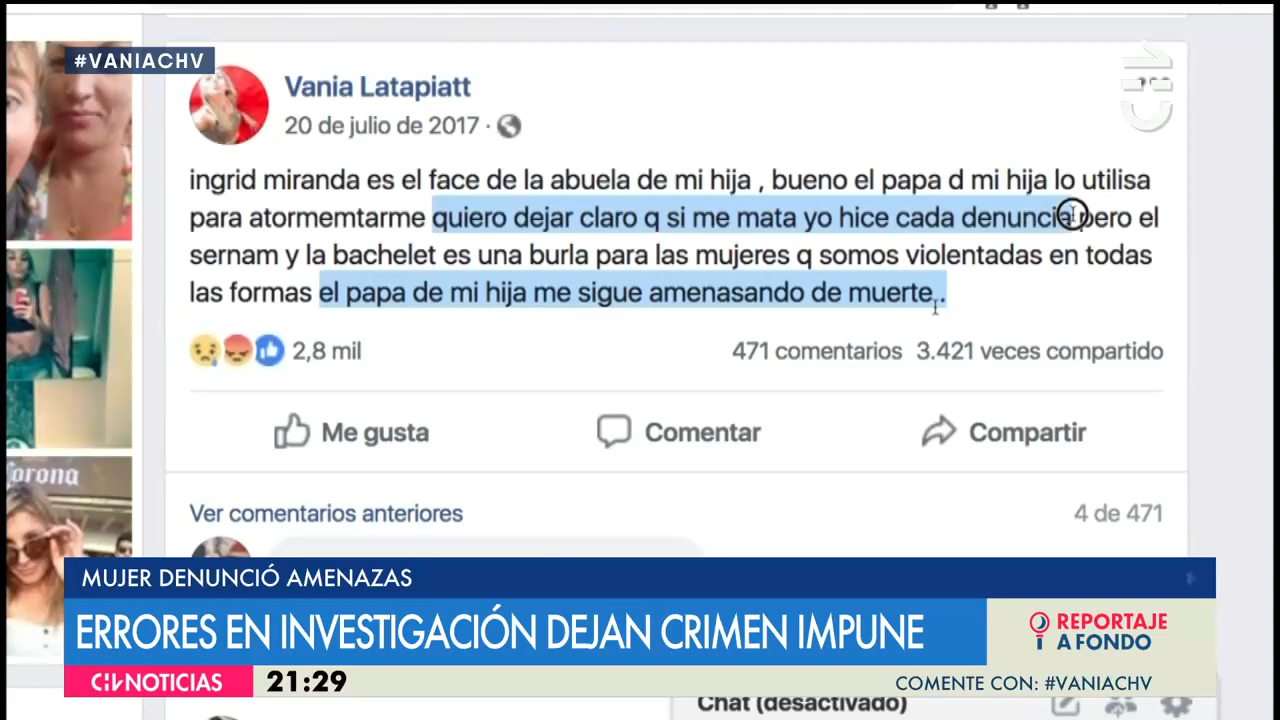 #VANIACHV
CHV
Vania Latapiatt
20 de julio de 2017 ·
ingrid miranda es el face de la abuela de mi hija , bueno el papa d mi hija lo utilisa
para atormemtarme quiero dejar claro q si me mata yo hice cada denuncia pero el
sernam y la bachelet es una burla para las mujeres q somos violentadas en todas
las formas el papa de mi hija me sigue amenasando de muerte..
2,8 mil
471 comentarios 3.421 veces compartido
Me gusta
Comentar
Compartir
Corona
Ver comentarios anteriores
4 de 471
MUJER DENUNCIÓ AMENAZAS
ERRORES EN INVESTIGACIÓN DEJAN CRIMEN IMPUNE
REPORTAJE
A FONDO
CHV NOTICIAS
21:29
COMENTE CON: #VANIACHV
Chat (desactivado)